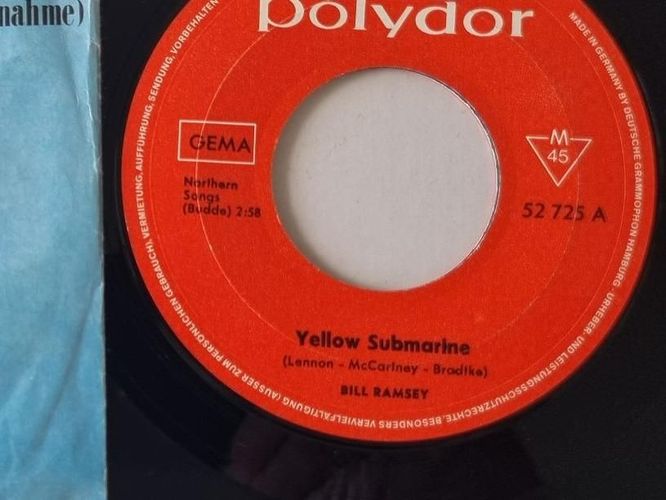 nahme)
polydor
GEMA
M
45
Northern
Songs
(Budde) 2:58
52 725 A
Yellow Submarine
(Lennon - McCartney - Bradtke)
BILL RAMSEY
MADE IN GERMANY BY DEUTSCHE GRAMMOPHON HAMBURG · URHEBER- UND LEISTUNGSSCHUTZRECHTE, BESONDERS VERVIELFÄLTIGUNG (AUSSER ZUM PERSÖNLICHEN GEBRAUCH), VERMIETUNG, AUFFÜHRUNG, SENDUNG, VORBEHALTEN